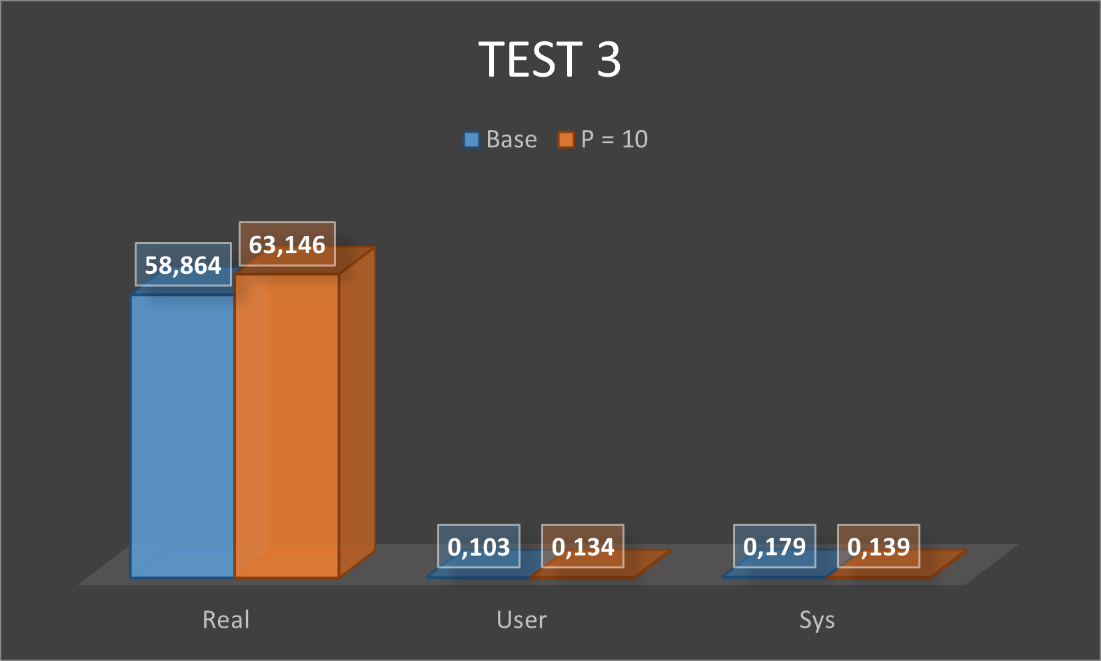 TEST 3
Base P = 10
58,864 63,146 0,103 0,134 0,179 0,139
Real User Sys